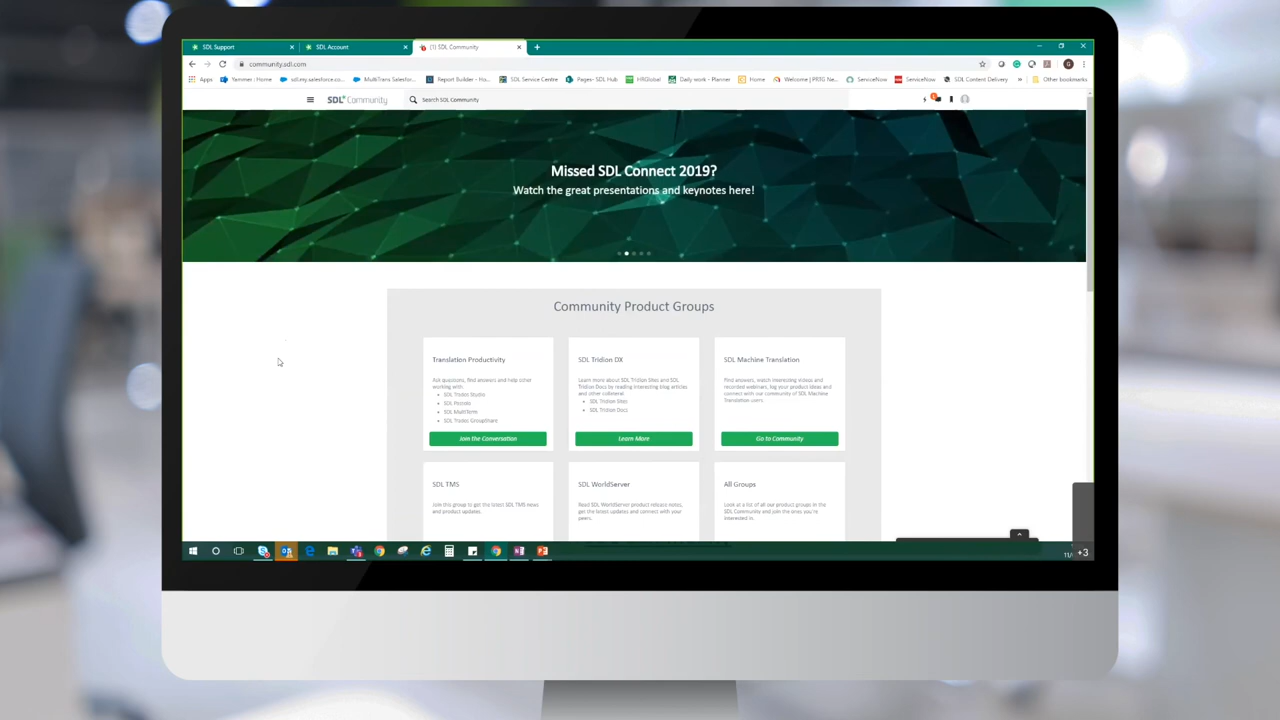 SDL Support
SDL Account
(1) SDL Community
community.sdl.com
Apps
Yammer : Home
sdl.my.salesforce.co...
MultiTrans Salesfor...
Report Builder - Ho...
SDL Service Centre
Pages- SDL Hub
HRGlobal
Daily work - Planner
Home
Welcome | PRTG Ne...
ServiceNow
ServiceNow
SDL Content Delivery
»
Other bookmarks
SDL* Community
Search SDL Community
Missed SDL Connect 2019?
Watch the great presentations and keynotes here!
Community Product Groups
Translation Productivity
Ask questions, find answers and help other
working with:
SDL Trados Studio
SDL Passolo
SDL MultiTerm
SDL Trados GroupShare
Join the Conversation
SDL Tridion DX
Learn more about SDL Tridion Sites and SDL
Tridion Docs by reading interesting blog articles
and other collateral:
SDL Tridion Sites
SDL Tridion Docs
Learn More
SDL Machine Translation
Find answers, watch interesting videos and
recorded webinars, log your product ideas and
connect with our community of SDL Machine
Translation users.
Go to Community
SDL TMS
Join this group to get the latest SDL TMS news
and product updates.
SDL WorldServer
Read SDL WorldServer product release notes,
get the latest updates and connect with your
peers.
All Groups
Look at a list of all our product groups in the
SDL Community and join the ones you're
interested in.
11/
+3